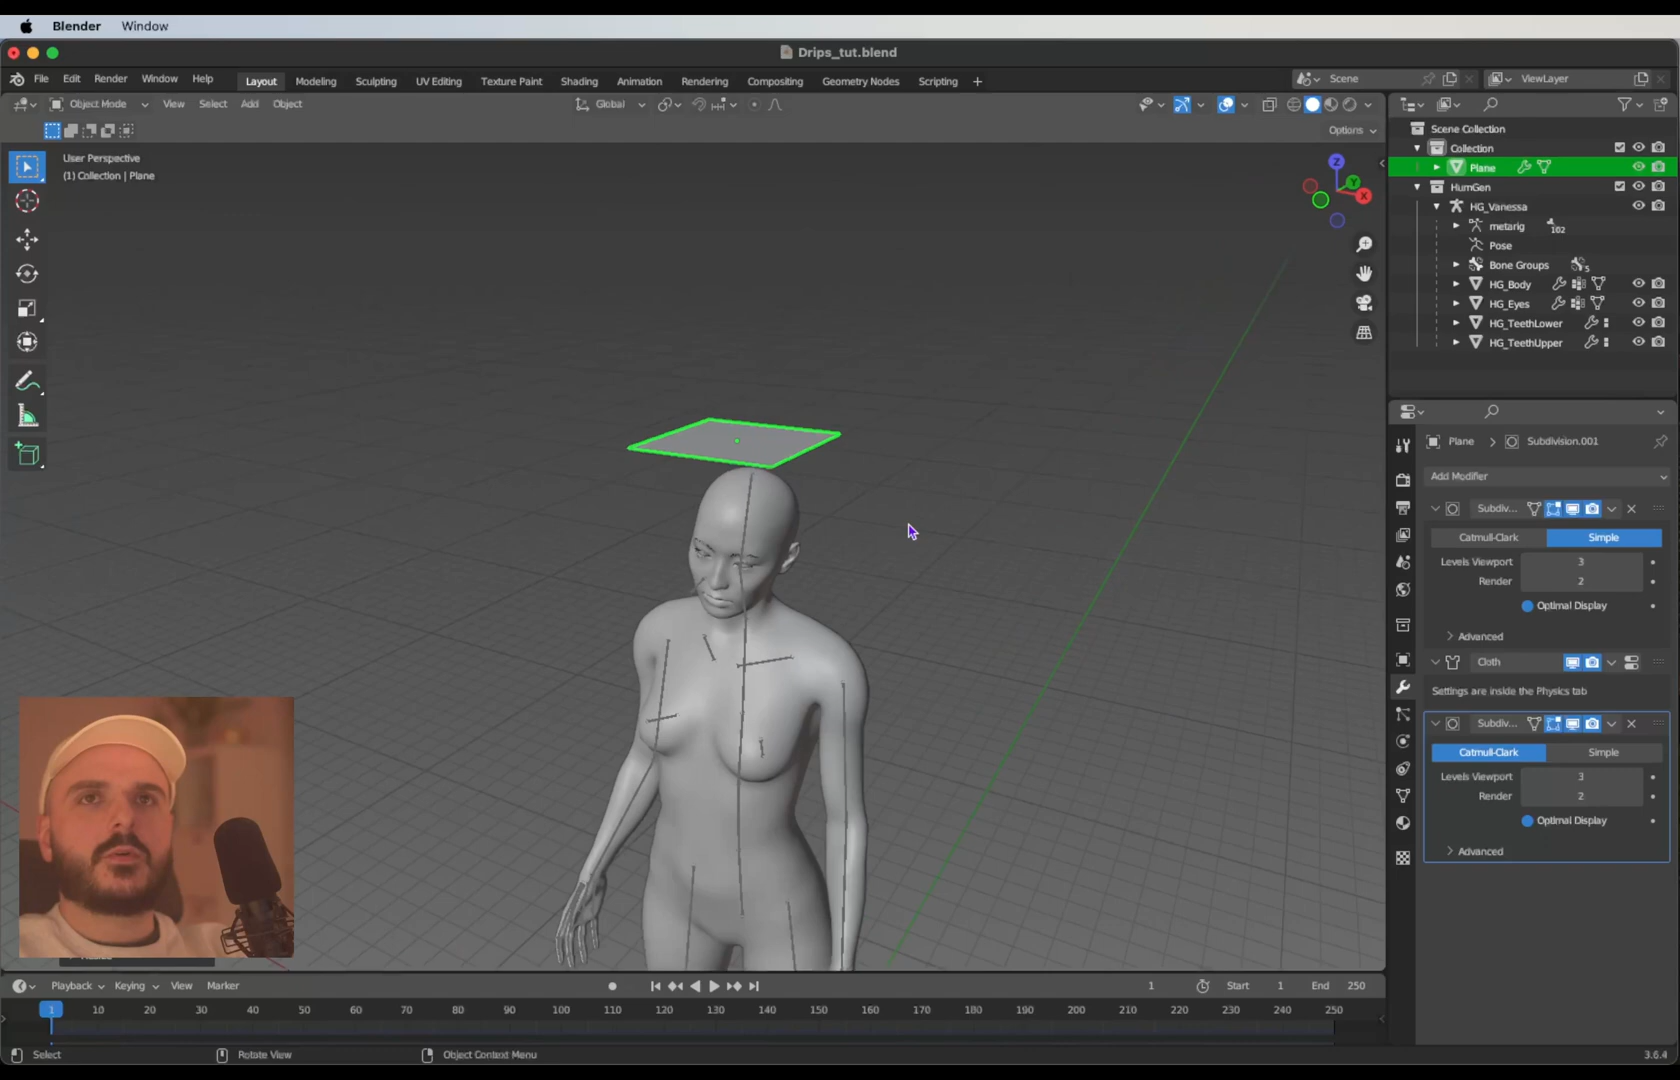 Blender Window
Drips_tut.blend
File Edit Render Window Help Layout Modeling Sculpting UV Editing Texture Paint Shading Animation Rendering Compositing Geometry Nodes Scripting + Scene ViewLayer
Object Mode View Select Add Object Global
Options
User Perspective
(1) Collection | Plane
Z
Y
X
Scene Collection
Collection
Plane
HumGen
HG_Vanessa
metarig 102
Pose
Bone Groups 5
HG_Body
HG_Eyes
HG_TeethLower
HG_TeethUpper
Plane > Subdivision.001
Add Modifier
Subdiv...
Catmull-Clark Simple
Levels Viewport 3
Render 2
Optimal Display
Advanced
Cloth
Settings are inside the Physics tab
Subdiv...
Catmull-Clark Simple
Levels Viewport 3
Render 2
Optimal Display
Advanced
Playback Keying View Marker 1 Start 1 End 250
1 10 20 30 40 50 60 70 80 90 100 110 120 130 140 150 160 170 180 190 200 210 220 230 240 250
Select Rotate View Object Context Menu 3.6.4